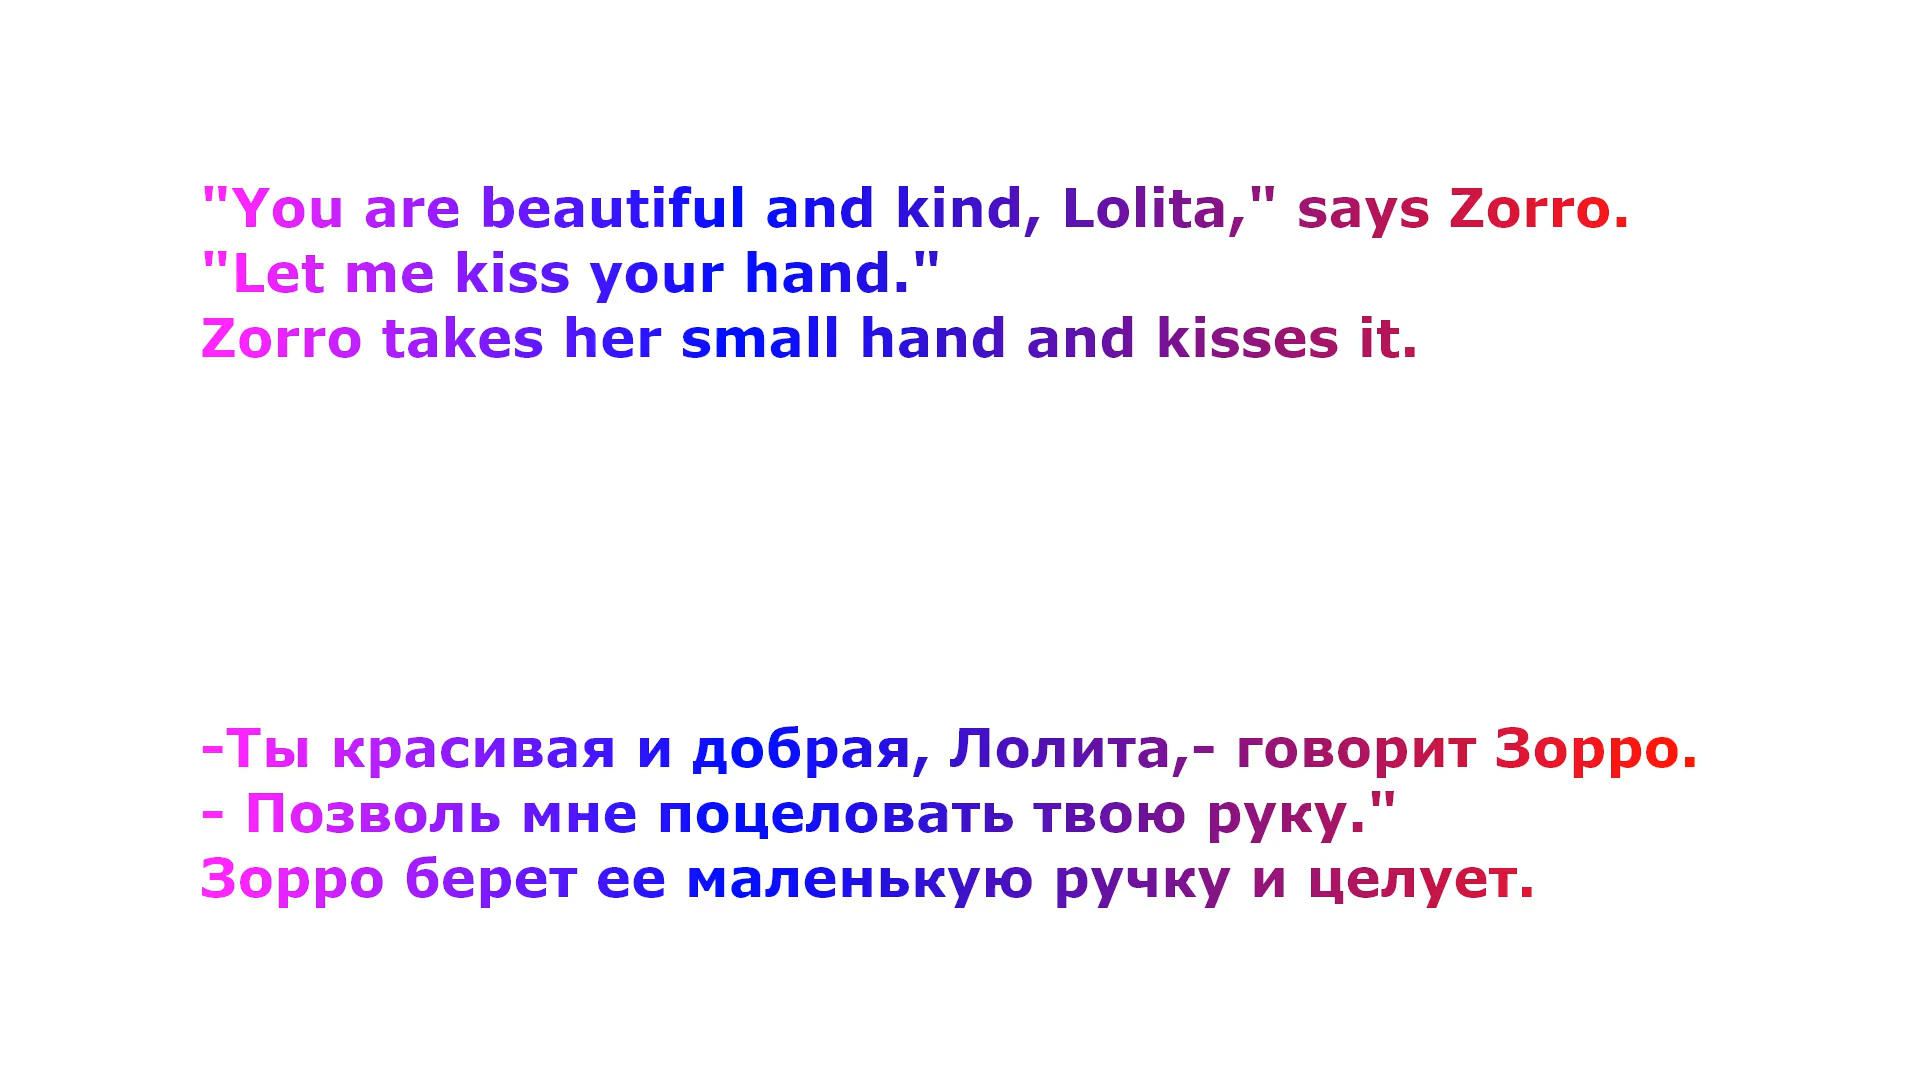 "You are beautiful and kind, Lolita," says Zorro.
"Let me kiss your hand."
Zorro takes her small hand and kisses it.
-Ты красивая и добрая, Лолита,- говорит Зорро.
- Позволь мне поцеловать твою руку."
Зорро берет ее маленькую ручку и целует.